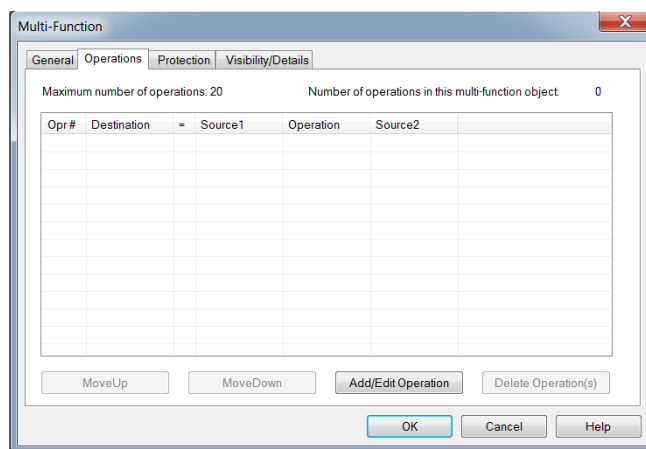 Multi-Function
X
General Operations Protection Visibility/Details
Maximum number of operations: 20 Number of operations in this multi-function object: 0
Opr # Destination = Source1 Operation Source2
MoveUp MoveDown Add/Edit Operation Delete Operation(s)
OK Cancel Help